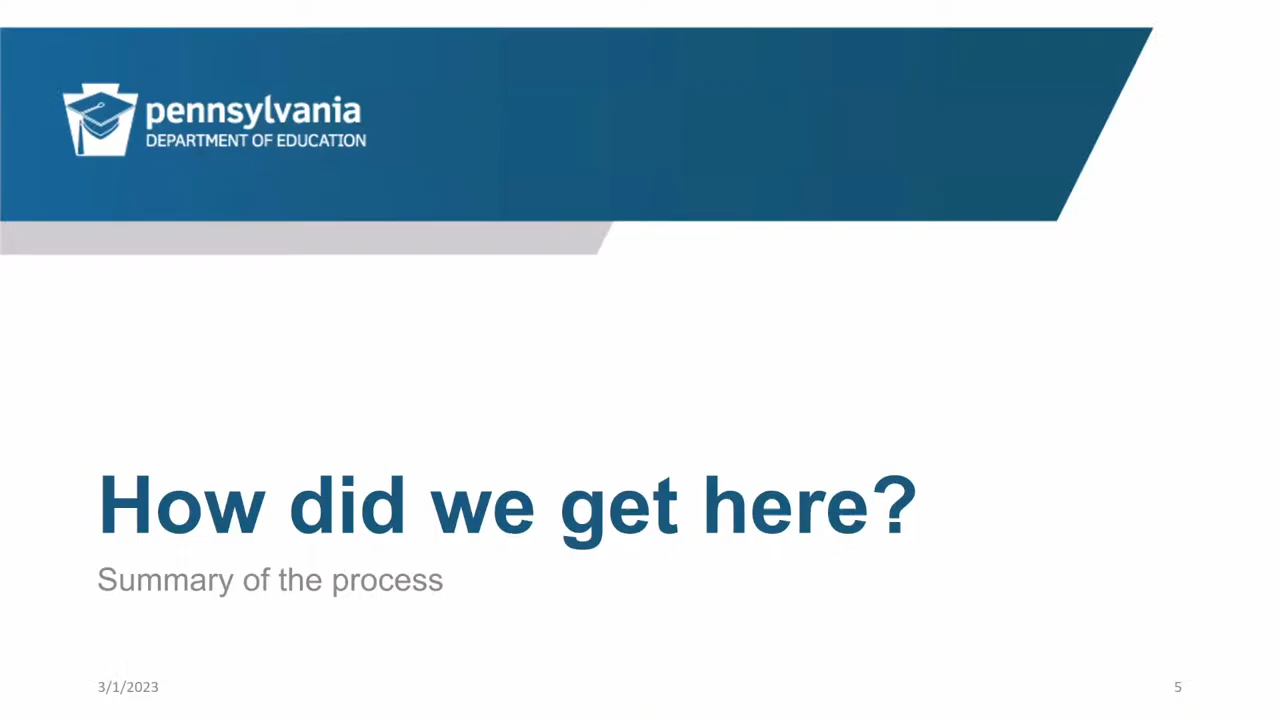 pennsylvania
DEPARTMENT OF EDUCATION
How did we get here?
Summary of the process
3/1/2023
5